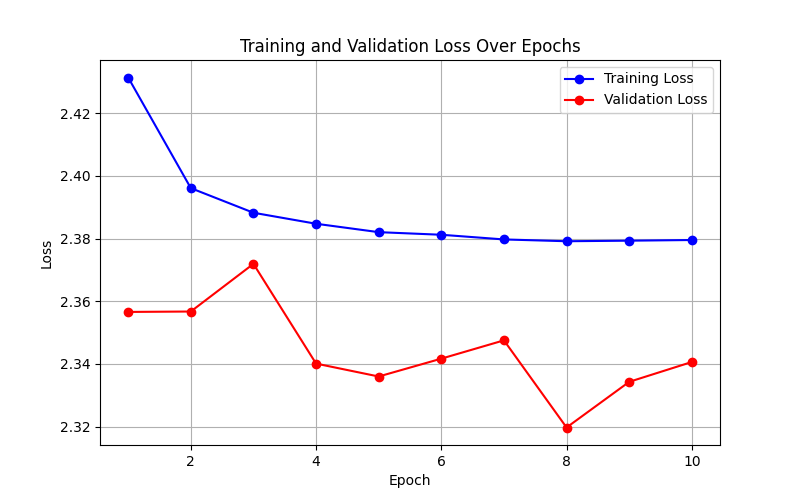 Training and Validation Loss Over Epochs
Training Loss
Validation Loss
2.42
2.40
2.38
2.36
2.34
2.32
Loss
2 4 6 8 10
Epoch